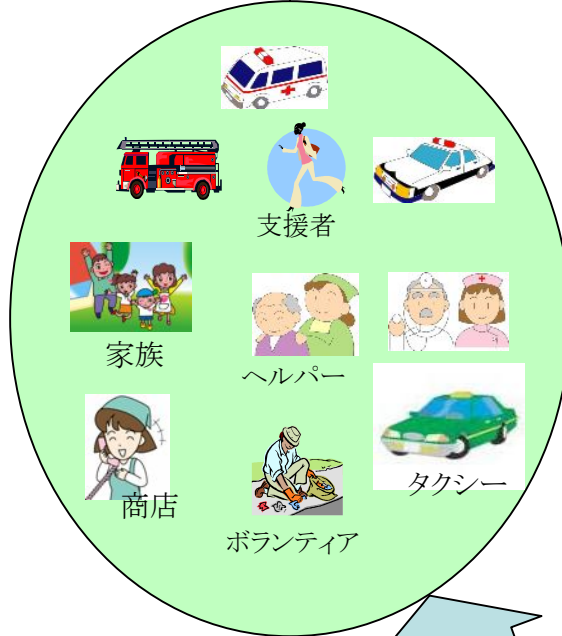 支援者
家族
ヘルパー
商店
タクシー
ボランティア